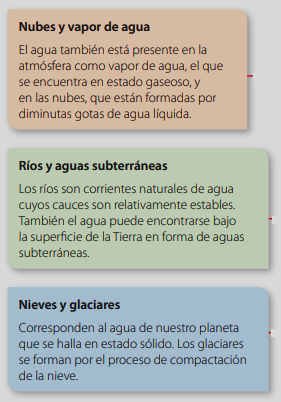 Nubes y vapor de agua
El agua también está presente en la
atmósfera como vapor de agua, el que
se encuentra en estado gaseoso, y
en las nubes, que están formadas por
diminutas gotas de agua líquida.
Ríos y aguas subterráneas
Los ríos son corrientes naturales de agua
cuyos cauces son relativamente estables.
También el agua puede encontrarse bajo
la superficie de la Tierra en forma de aguas
subterráneas.
Nieves y glaciares
Corresponden al agua de nuestro planeta
que se halla en estado sólido. Los glaciares
se forman por el proceso de compactación
de la nieve.